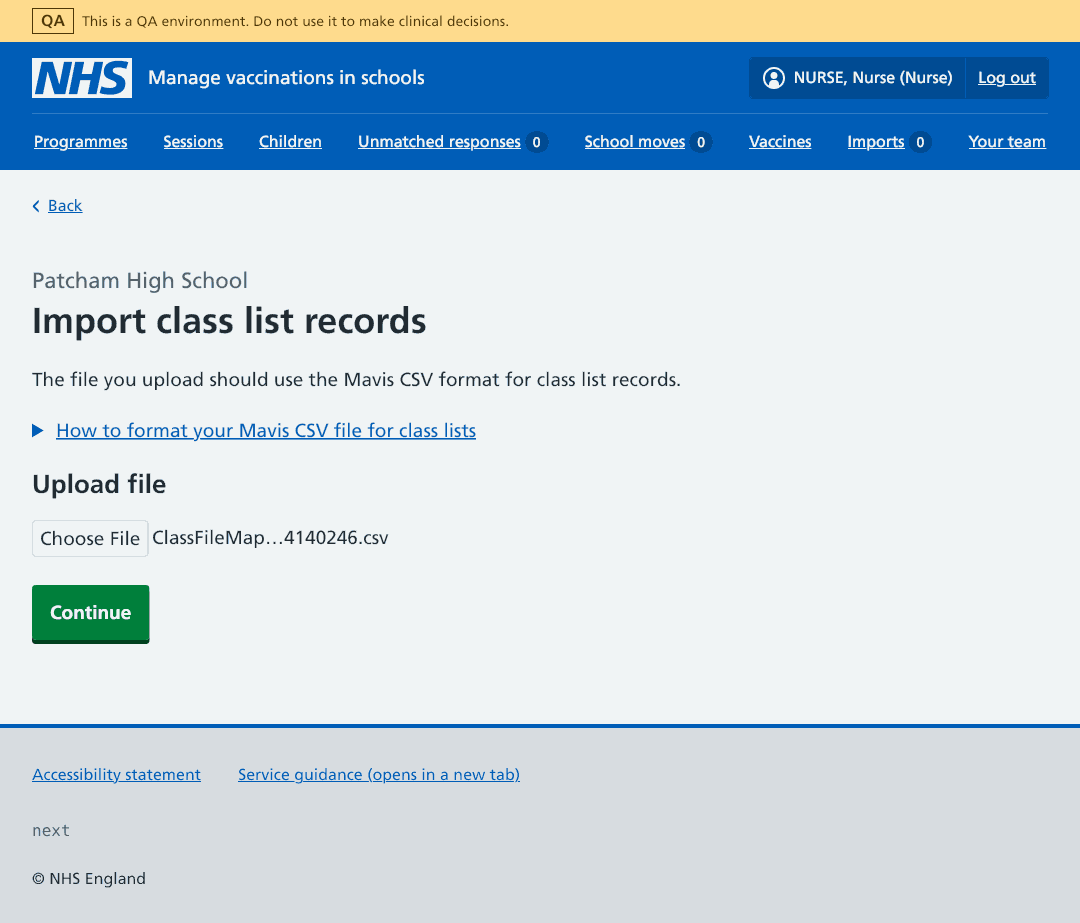 QA This is a QA environment. Do not use it to make clinical decisions.
NHS Manage vaccinations in schools NURSE, Nurse (Nurse) Log out
Programmes Sessions Children Unmatched responses 0 School moves 0 Vaccines Imports 0 Your team
Back
Patcham High School
Import class list records
The file you upload should use the Mavis CSV format for class list records.
How to format your Mavis CSV file for class lists
Upload file
Choose File ClassFileMap…4140246.csv
Continue
Accessibility statement Service guidance (opens in a new tab)
next
© NHS England